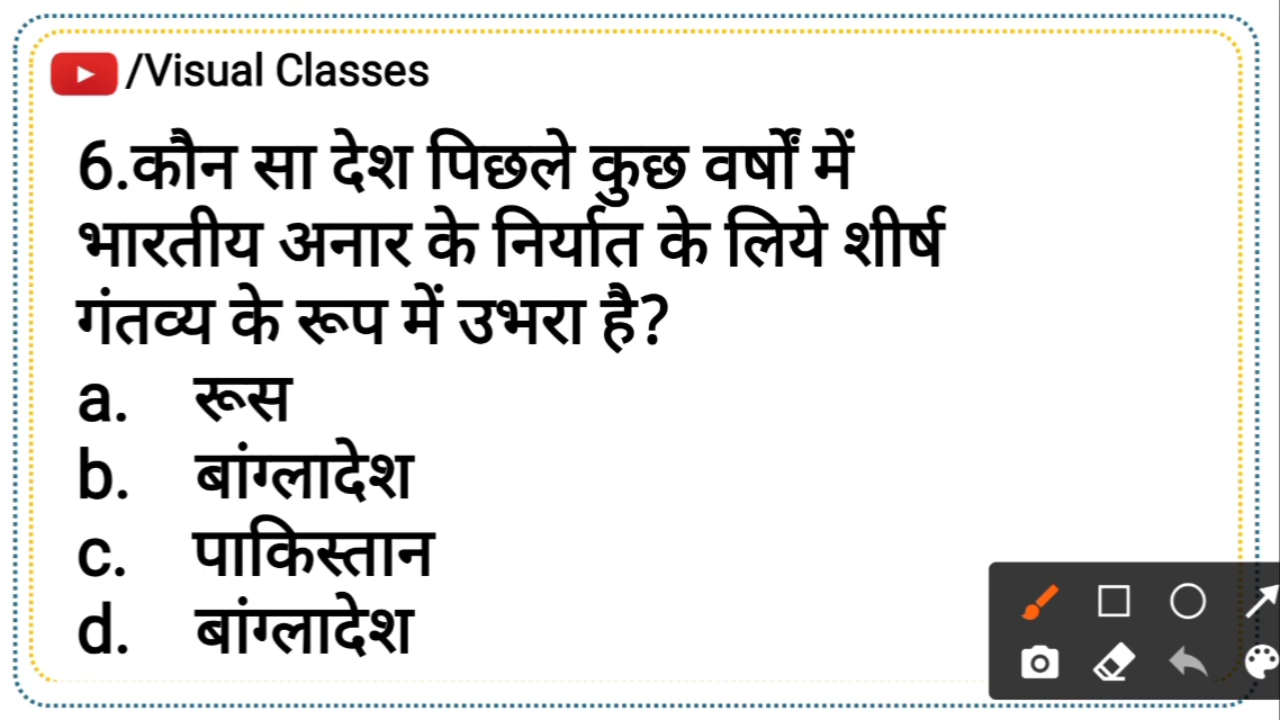 /Visual Classes
6.कौन सा देश पिछले कुछ वर्षों में
भारतीय अनार के निर्यात के लिये शीर्ष
गंतव्य के रूप में उभरा है?
a. रूस
b. बांग्लादेश
c. पाकिस्तान
d. बांग्लादेश